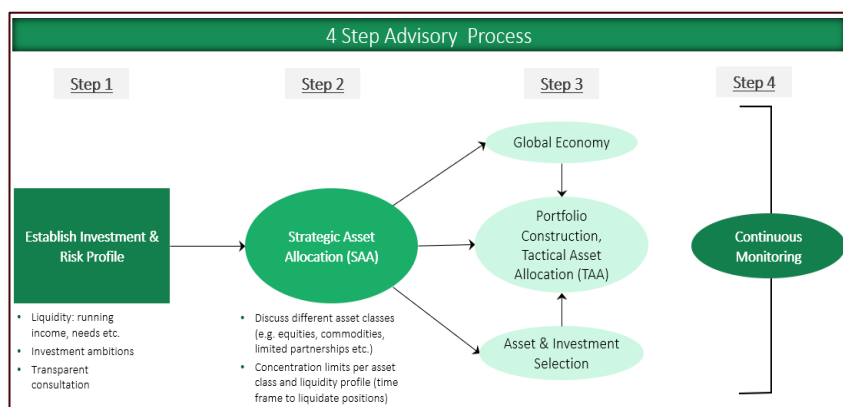 4 Step Advisory Process
Step 1
Step 2
Step 3
Step 4
Establish Investment &
Risk Profile
• Liquidity: running
income, needs etc.
• Investment ambitions
• Transparent
consultation
Strategic Asset
Allocation (SAA)
• Discuss different asset classes
(e.g. equities, commodities,
limited partnerships etc.)
• Concentration limits per asset
class and liquidity profile (time
frame to liquidate positions)
Global Economy
Portfolio
Construction,
Tactical Asset
Allocation (TAA)
Asset & Investment
Selection
Continuous
Monitoring